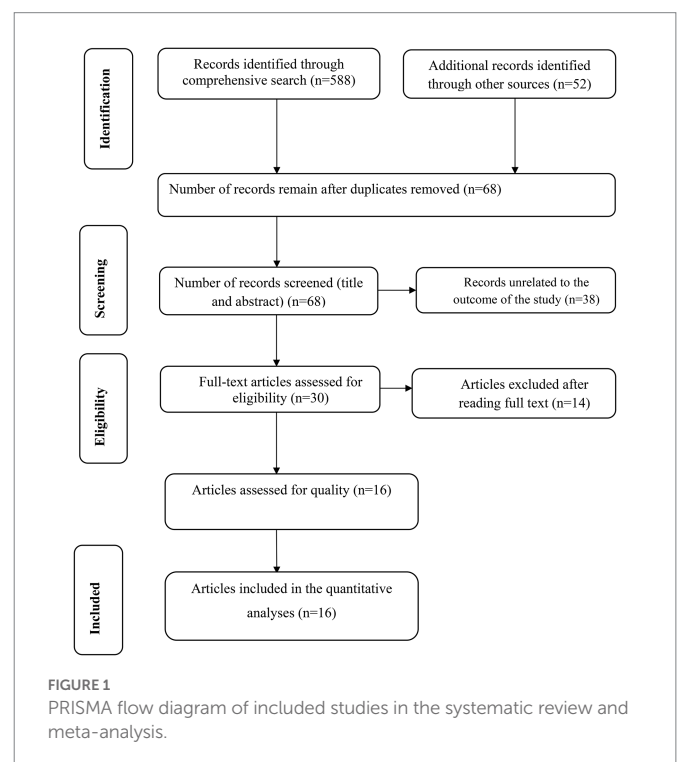 Identification
Records identified through
comprehensive search (n=588)
Additional records identified
through other sources (n=52)
Number of records remain after duplicates removed (n=68)
Screening
Number of records screened (title
and abstract) (n=68)
Records unrelated to the
outcome of the study (n=38)
Eligibility
Full-text articles assessed for
eligibility (n=30)
Articles excluded after
reading full text (n=14)
Articles assessed for quality (n=16)
Included
Articles included in the quantitative
analyses (n=16)
FIGURE 1
PRISMA flow diagram of included studies in the systematic review and
meta-analysis.